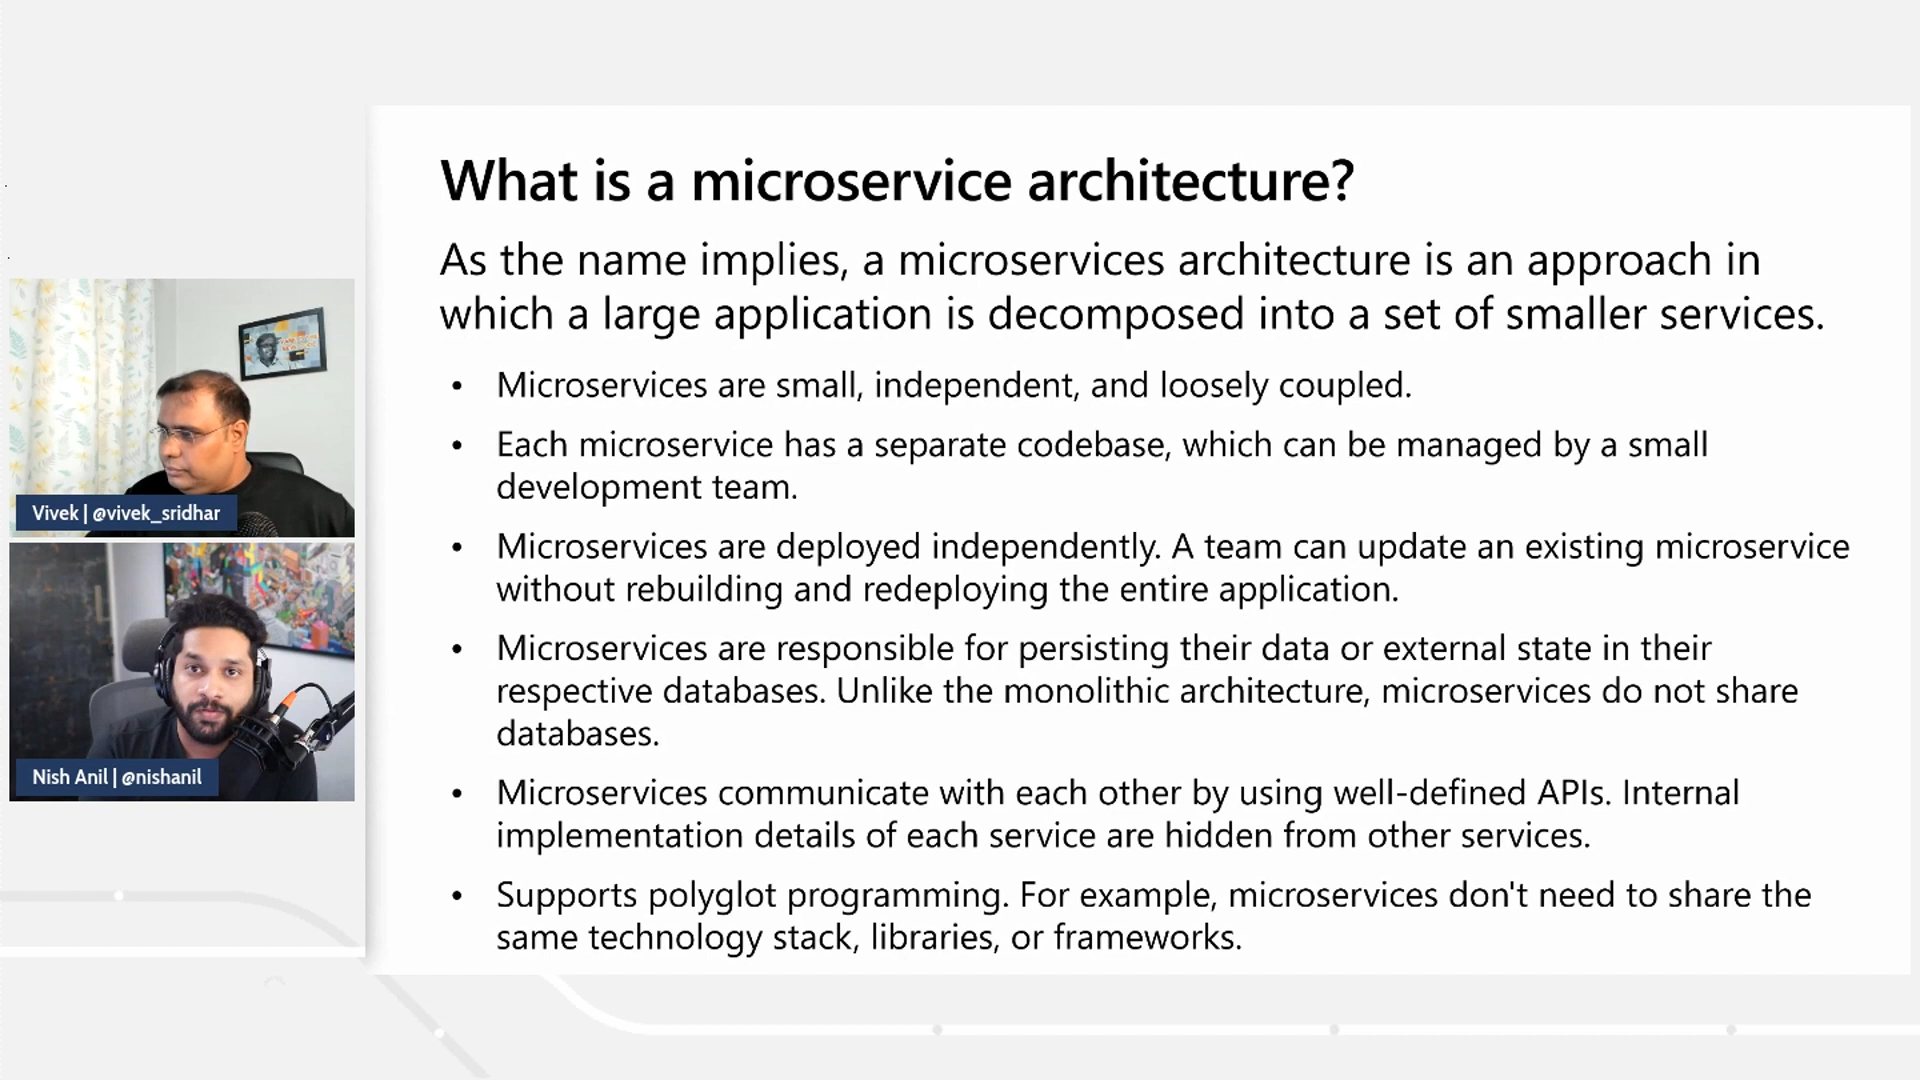 What is a microservice architecture?
As the name implies, a microservices architecture is an approach in
which a large application is decomposed into a set of smaller services.
• Microservices are small, independent, and loosely coupled.
• Each microservice has a separate codebase, which can be managed by a small
development team.
• Microservices are deployed independently. A team can update an existing microservice
without rebuilding and redeploying the entire application.
• Microservices are responsible for persisting their data or external state in their
respective databases. Unlike the monolithic architecture, microservices do not share
databases.
• Microservices communicate with each other by using well-defined APIs. Internal
implementation details of each service are hidden from other services.
• Supports polyglot programming. For example, microservices don't need to share the
same technology stack, libraries, or frameworks.
Vivek | @vivek_sridhar
Nish Anil | @nishanil